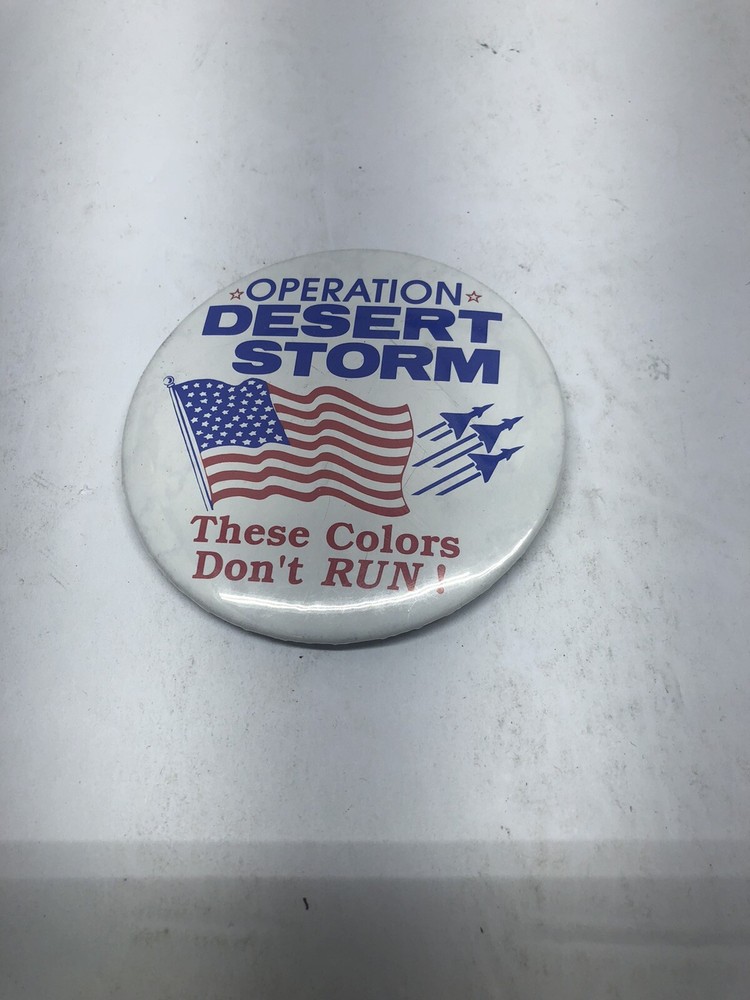 OPERATION
DESERT
STORM
These Colors
Don't RUN!